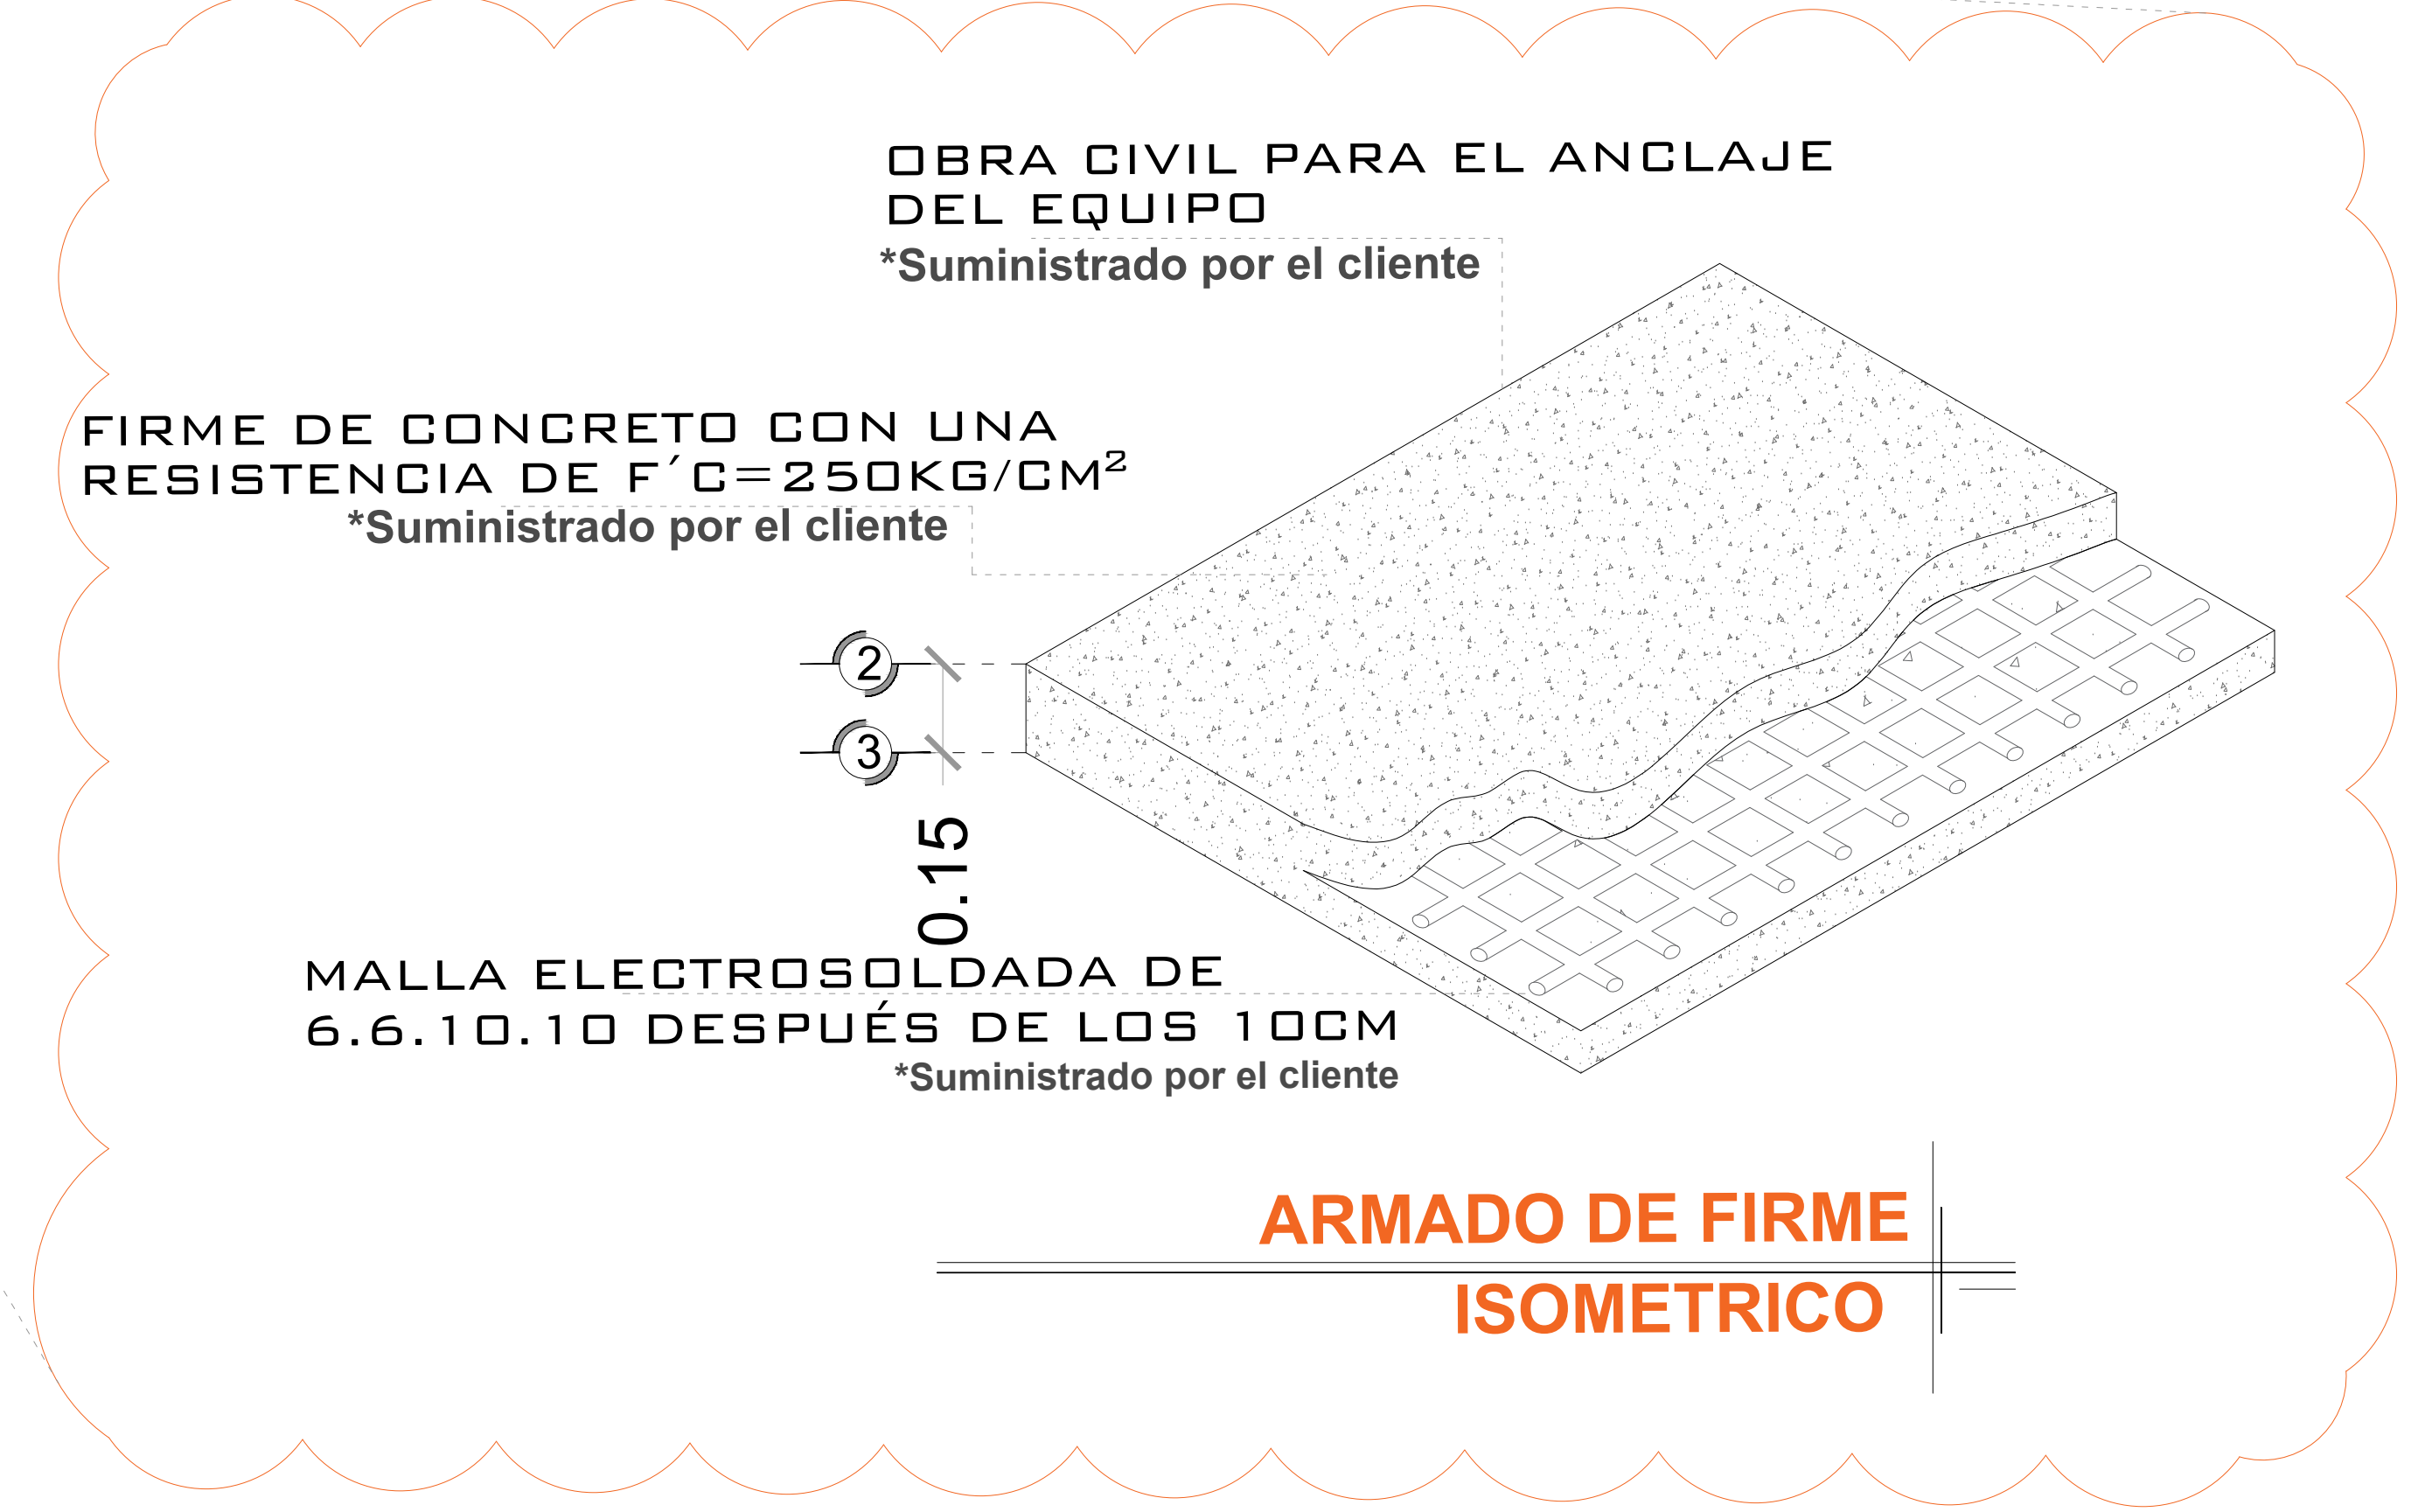 OBRA CIVIL PARA EL ANCLAJE
DEL EQUIPO
*Suministrado por el cliente
FIRME DE CONCRETO CON UNA
RESISTENCIA DE F´C=250KG/CM²
*Suministrado por el cliente
2
3
0.15
MALLA ELECTROSOLDADA DE
6.6.10.10 DESPUÉS DE LOS 10CM
*Suministrado por el cliente
ARMADO DE FIRME
ISOMETRICO